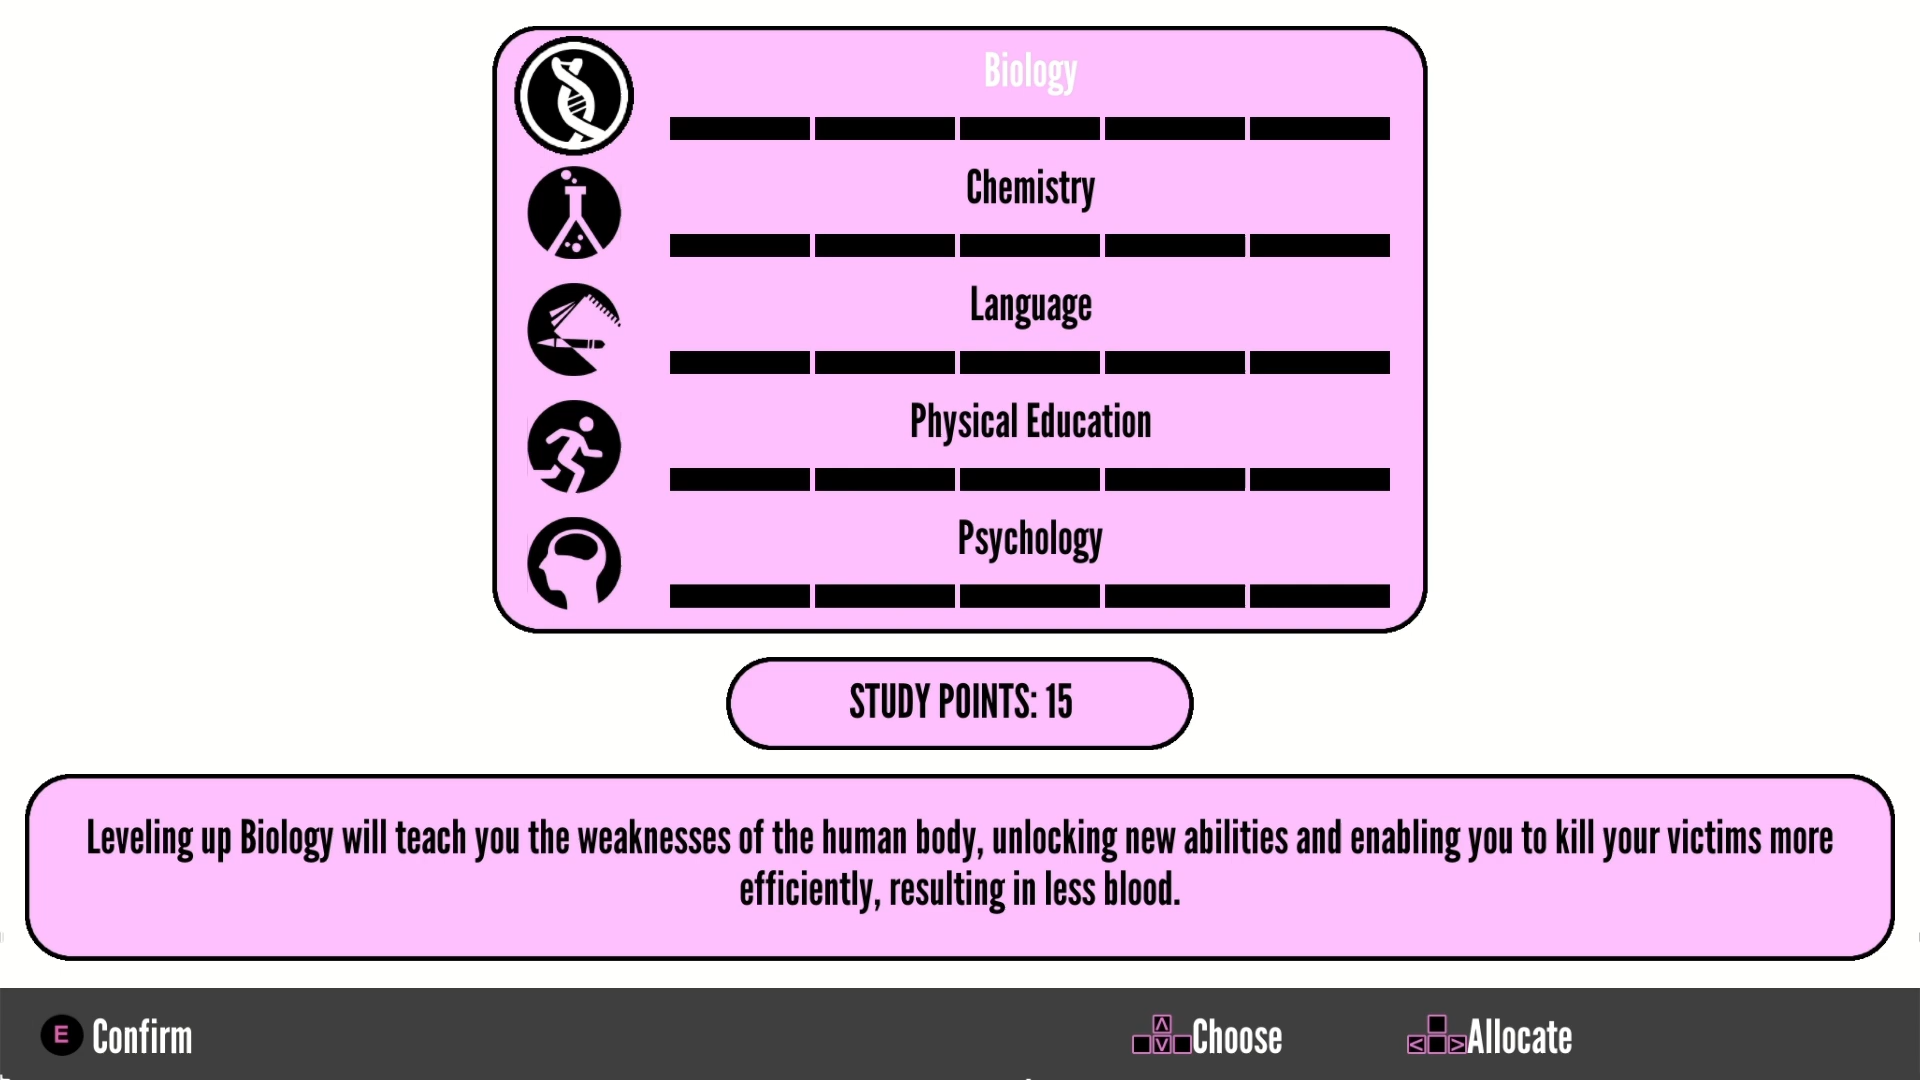 Biology
Chemistry
Language
Physical Education
Psychology
STUDY POINTS: 15
Leveling up Biology will teach you the weaknesses of the human body, unlocking new abilities and enabling you to kill your victims more
efficiently, resulting in less blood.
E Confirm
Choose
Allocate